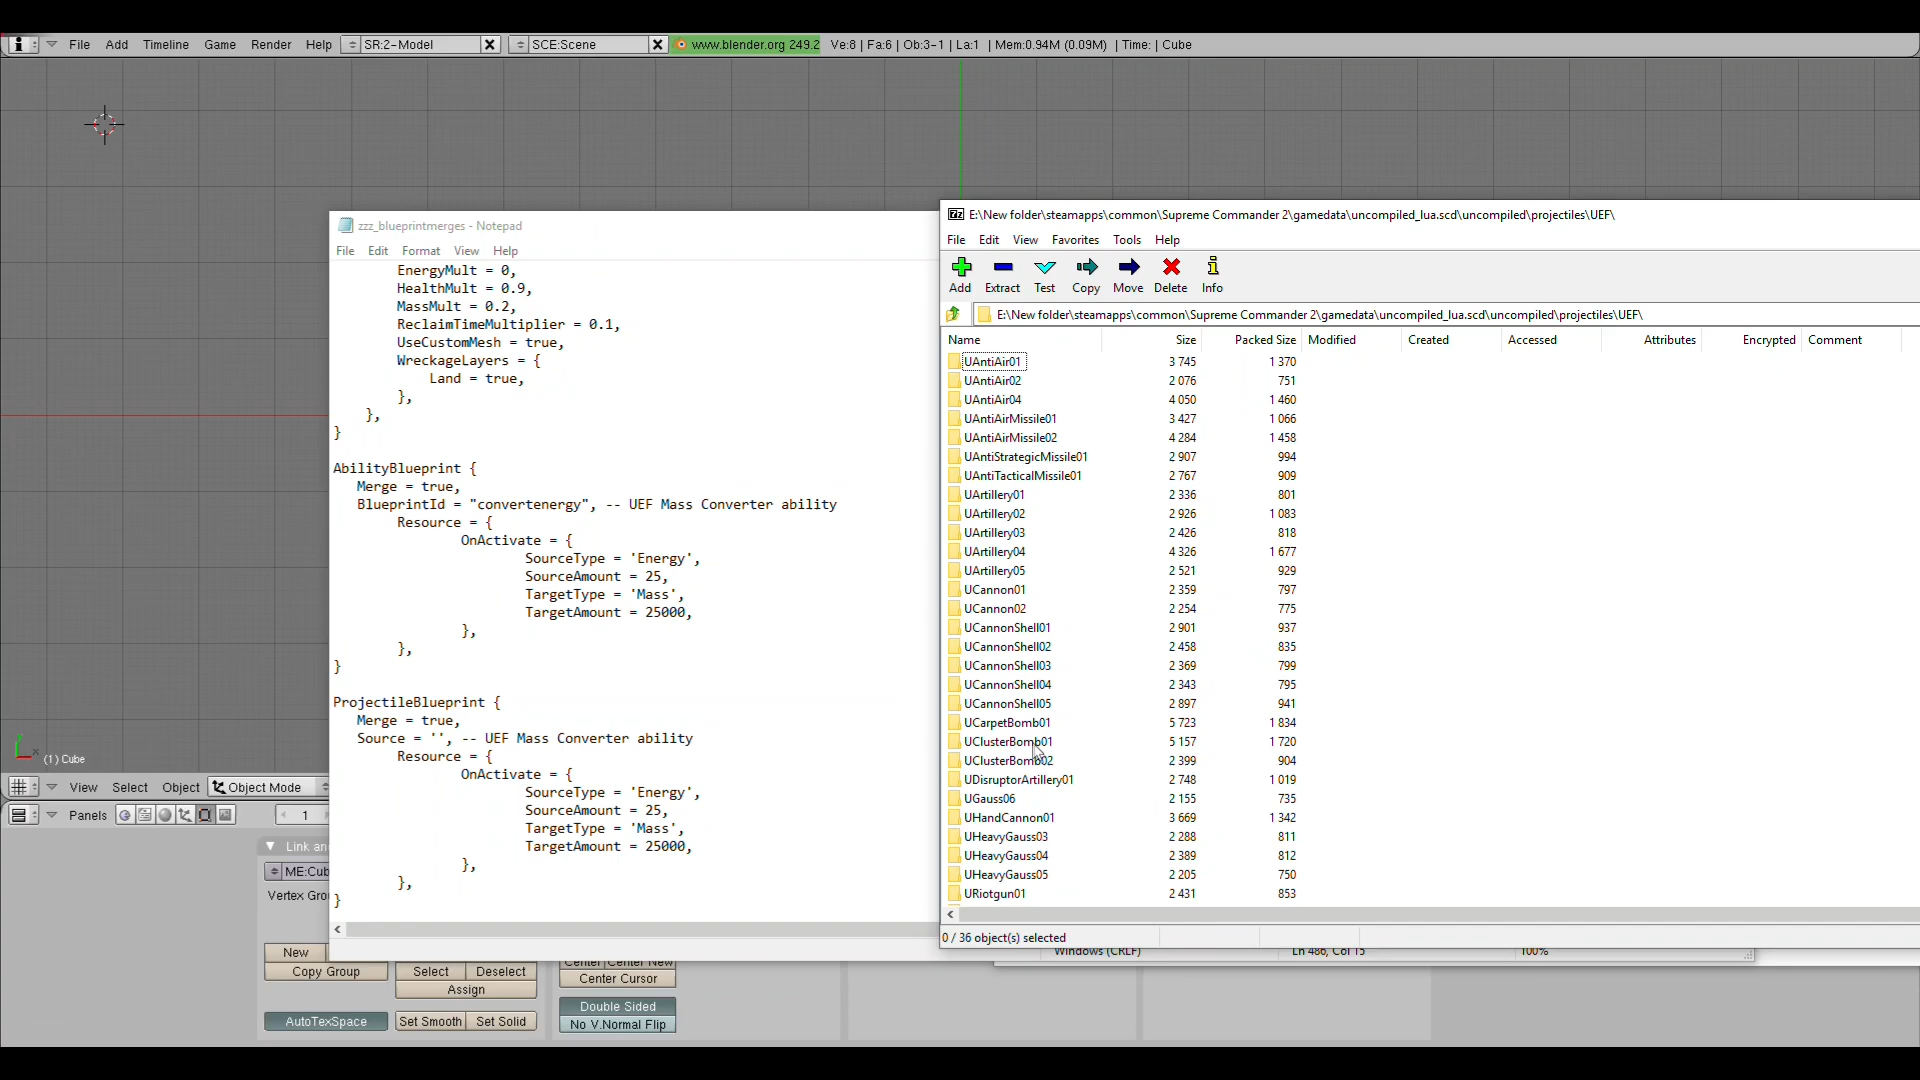 File Add Timeline Game Render Help SR:2-Model SCE:Scene www.blender.org 249.2 Ve:8 | Fa:6 | Ob:3-1 | La:1 | Mem:0.94M (0.09M) | Time: | Cube
zzz_blueprintmerges - Notepad
File Edit Format View Help
EnergyMult = 0,
HealthMult = 0.9,
MassMult = 0.2,
ReclaimTimeMultiplier = 0.1,
UseCustomMesh = true,
WreckageLayers = {
Land = true,
},
},
}
AbilityBlueprint {
Merge = true,
BlueprintId = "convertenergy", -- UEF Mass Converter ability
Resource = {
OnActivate = {
SourceType = 'Energy',
SourceAmount = 25,
TargetType = 'Mass',
TargetAmount = 25000,
},
},
}
ProjectileBlueprint {
Merge = true,
Source = '', -- UEF Mass Converter ability
Resource = {
OnActivate = {
SourceType = 'Energy',
SourceAmount = 25,
TargetType = 'Mass',
TargetAmount = 25000,
},
},
}
E:\New folder\steamapps\common\Supreme Commander 2\gamedata\uncompiled_lua.scd\uncompiled\projectiles\UEF\
File Edit View Favorites Tools Help
Add Extract Test Copy Move Delete Info
E:\New folder\steamapps\common\Supreme Commander 2\gamedata\uncompiled_lua.scd\uncompiled\projectiles\UEF\
Name Size Packed Size Modified Created Accessed Attributes Encrypted Comment
UAntiAir01 3 745 1 370
UAntiAir02 2 076 751
UAntiAir04 4 050 1 460
UAntiAirMissile01 3 427 1 066
UAntiAirMissile02 4 284 1 458
UAntiStrategicMissile01 2 907 994
UAntiTacticalMissile01 2 767 909
UArtillery01 2 336 801
UArtillery02 2 926 1 083
UArtillery03 2 426 818
UArtillery04 4 326 1 677
UArtillery05 2 521 929
UCannon01 2 359 797
UCannon02 2 254 775
UCannonShell01 2 901 937
UCannonShell02 2 458 835
UCannonShell03 2 369 799
UCannonShell04 2 343 795
UCannonShell05 2 897 941
UCarpetBomb01 5 723 1 834
UClusterBomb01 5 157 1 720
UClusterBomb02 2 399 904
UDisruptorArtillery01 2 748 1 019
UGauss06 2 155 735
UHandCannon01 3 669 1 342
UHeavyGauss03 2 288 811
UHeavyGauss04 2 389 812
UHeavyGauss05 2 205 750
URiotgun01 2 431 853
0 / 36 object(s) selected
Windows (CRLF) Ln 486, Col 15 100%
(1) Cube
View Select Object Object Mode
Panels 1
Link an
ME:Cub
Vertex Gro
New
Copy Group Select Deselect
Assign
AutoTexSpace Set Smooth Set Solid
Center Center New
Center Cursor
Double Sided
No V.Normal Flip